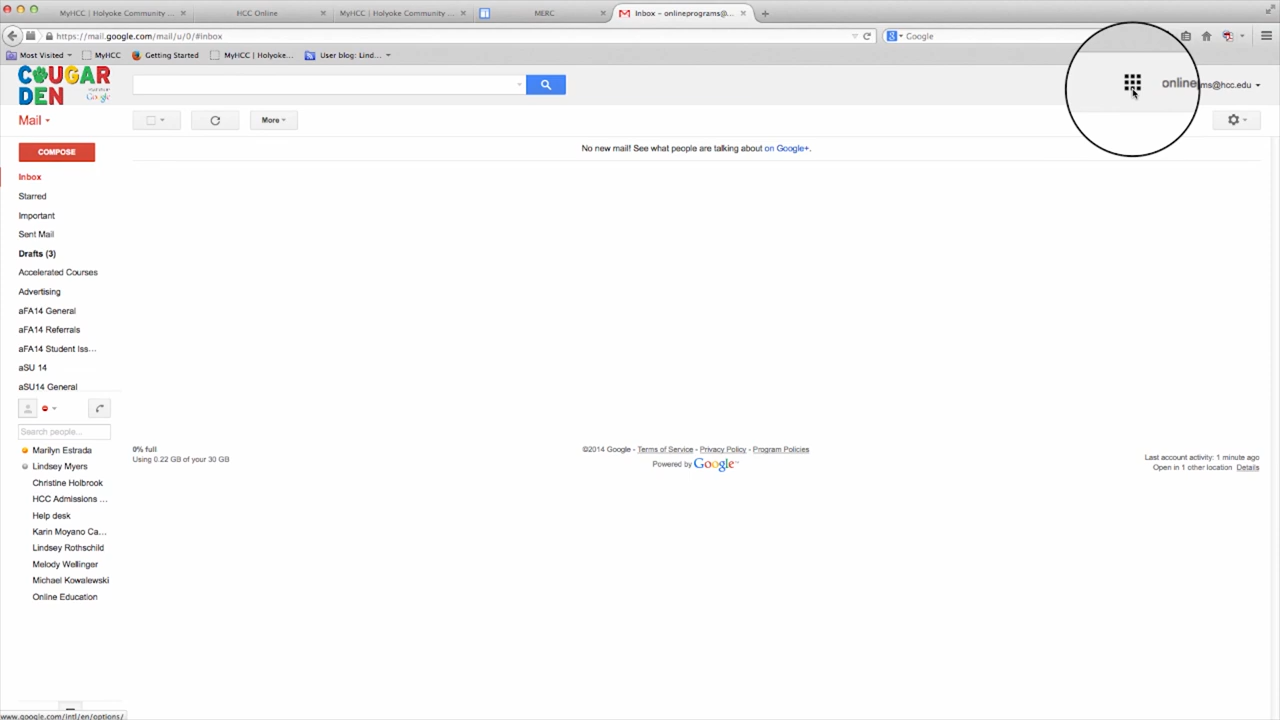 MyHCC | Holyoke Community ...
HCC Online
MyHCC | Holyoke Community ...
MERC
Inbox - onlineprograms@...
https://mail.google.com/mail/u/0/#inbox
Google
Most Visited
MyHCC
Getting Started
MyHCC | Holyoke...
User blog: Lind...
COUGAR
DEN
Google
online
ms@hcc.edu
Mail
More
COMPOSE
No new mail! See what people are talking about on Google+.
Inbox
Starred
Important
Sent Mail
Drafts (3)
Accelerated Courses
Advertising
aFA14 General
aFA14 Referrals
aFA14 Student Iss...
aSU 14
aSU14 General
Search people...
Marilyn Estrada
Lindsey Myers
Christine Holbrook
HCC Admissions ...
Help desk
Karin Moyano Ca...
Lindsey Rothschild
Melody Wellinger
Michael Kowalewski
Online Education
0% full
Using 0.22 GB of your 30 GB
©2014 Google - Terms of Service - Privacy Policy - Program Policies
Powered by Google™
Last account activity: 1 minute ago
Open in 1 other location Details
www.google.com/intl/en/options/